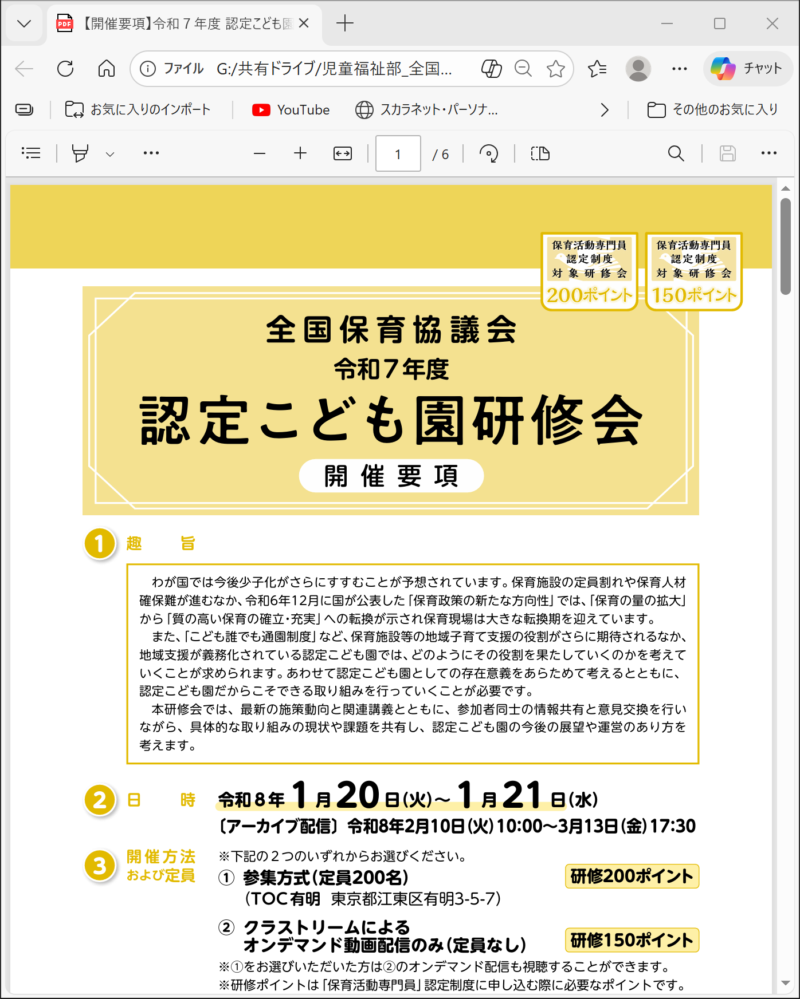 【開催要項】令和７年度 認定こども園
ファイル G:/共有ドライブ/児童福祉部_全国...
チャット
お気に入りのインポート
YouTube
スカラネット・パーソナ...
その他のお気に入り
1 / 6
保育活動専門員
認定制度
対象研修会
200ポイント
保育活動専門員
認定制度
対象研修会
150ポイント
全国保育協議会
令和７年度
認定こども園研修会
開催要項
1 趣旨
わが国では今後少子化がさらにすすむことが予想されています。保育施設の定員割れや保育人材
確保難が進むなか、令和6年12月に国が公表した「保育政策の新たな方向性」では、「保育の量の拡大」
から「質の高い保育の確立・充実」への転換が示され保育現場は大きな転換期を迎えています。
また、「こども誰でも通園制度」など、保育施設等の地域子育て支援の役割がさらに期待されるなか、
地域支援が義務化されている認定こども園では、どのようにその役割を果たしていくのかを考えて
いくことが求められます。あわせて認定こども園としての存在意義をあらためて考えるとともに、
認定こども園だからこそできる取り組みを行っていくことが必要です。
本研修会では、最新の施策動向と関連講義とともに、参加者同士の情報共有と意見交換を行い
ながら、具体的な取り組みの現状や課題を共有し、認定こども園の今後の展望や運営のあり方を
考えます。
2 日時 令和８年1月20日(火)～1月21日(水)
〔アーカイブ配信〕令和8年2月10日(火)10:00～3月13日(金)17:30
3 開催方法
および定員
※下記の２つのいずれからお選びください。
① 参集方式(定員200名)
研修200ポイント
(TOC有明 東京都江東区有明3-5-7)
② クラストリームによる
オンデマンド動画配信のみ(定員なし)
研修150ポイント
※①をお選びいただいた方は②のオンデマンド配信も視聴することができます。
※研修ポイントは「保育活動専門員」認定制度に申し込む際に必要なポイントです。